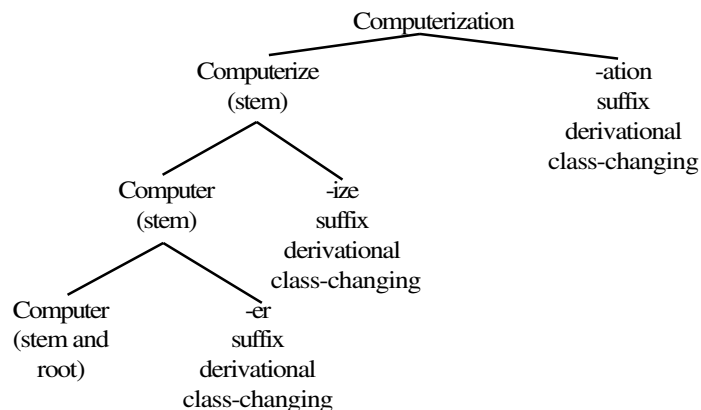 Computerization
Computerize
(stem)
-ation
suffix
derivational
class-changing
Computer
(stem)
-ize
suffix
derivational
class-changing
Computer
(stem and
root)
-er
suffix
derivational
class-changing